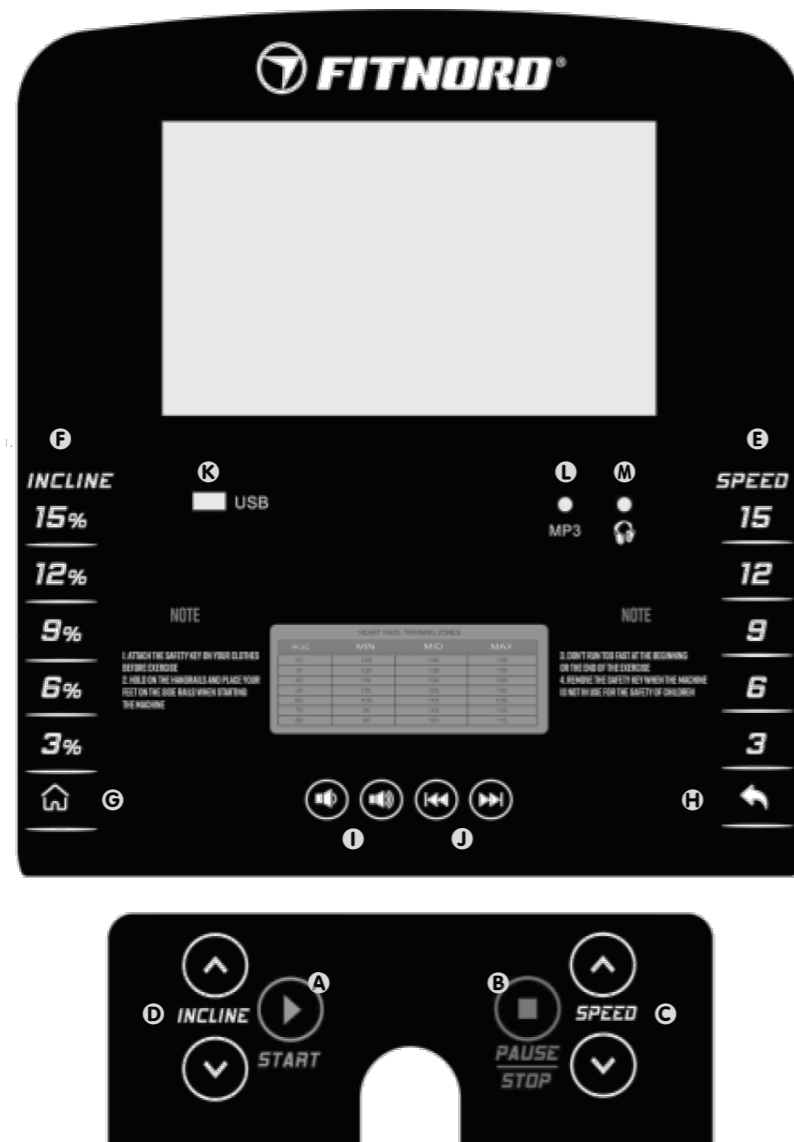 FITNORD®
F
E
INCLINE
K
L
M
SPEED
15%
USB
MP3
15
12%
12
NOTE
NOTE
9%
HEART RATE TRAINING ZONES
9
AGE MIN MID MAX
1. ATTACH THE SAFETY KEY ON YOUR CLOTHES
BEFORE EXERCISE
2. HOLD ON THE HANDRAILS AND PLACE YOUR
FEET ON THE SIDE RAILS WHEN STARTING
THE MACHINE
3. DON'T RUN TOO FAST AT THE BEGINNING
OR THE END OF THE EXERCISE
4. REMOVE THE SAFETY KEY WHEN THE MACHINE
IS NOT IN USE FOR THE SAFETY OF CHILDREN
6%
6
3%
3
G
H
I
J
A
B
D
INCLINE
SPEED
C
START
PAUSE
STOP